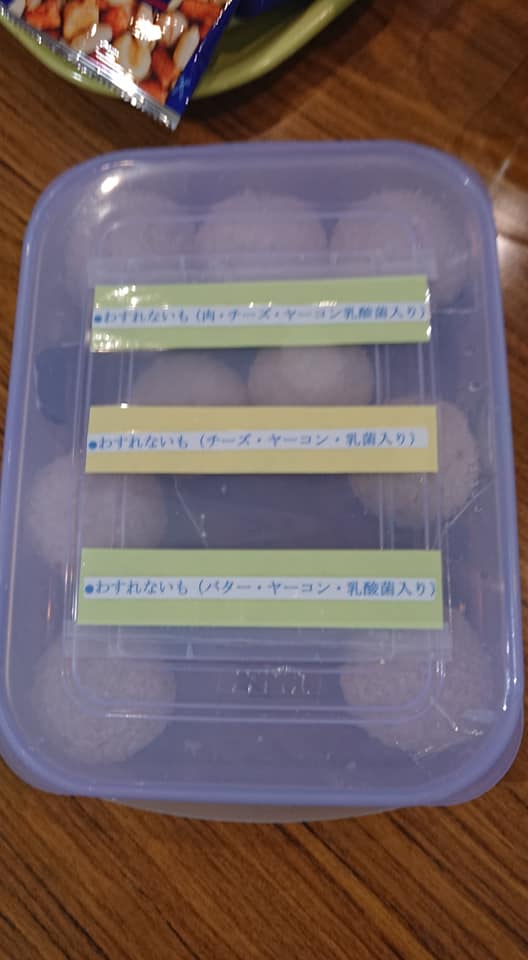 ●わすれないも（肉・チーズ・ヤーコン乳酸菌入り）
●わすれないも（チーズ・ヤーコン・乳菌入り）
●わすれないも（バター・ヤーコン・乳酸菌入り）